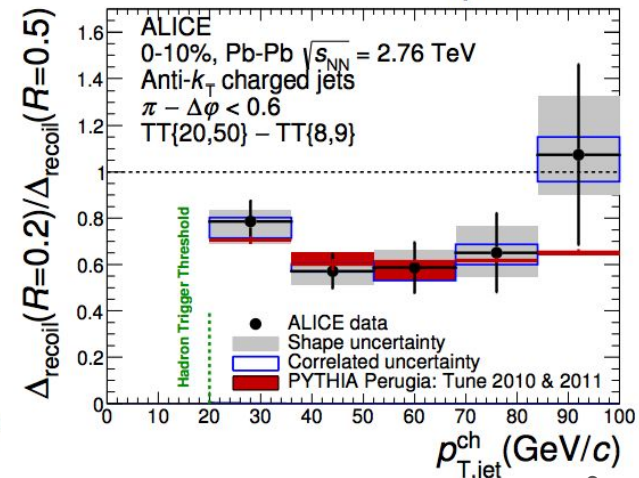 ALICE
0-10%, Pb-Pb √sNN = 2.76 TeV
Anti-kT charged jets
π − Δφ < 0.6
TT{20,50} − TT{8,9}
Δrecoil(R=0.2)/Δrecoil(R=0.5)
1.6
1.4
1.2
1
0.8
0.6
0.4
0.2
0
Hadron Trigger Threshold
ALICE data
Shape uncertainty
Correlated uncertainty
PYTHIA Perugia: Tune 2010 & 2011
0 10 20 30 40 50 60 70 80 90 100
pchT,jet (GeV/c)